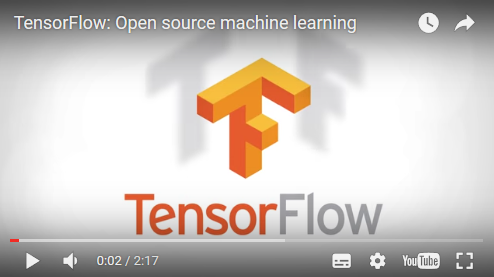 TensorFlow: Open source machine learning
TensorFlow
0:02 / 2:17
YouTube